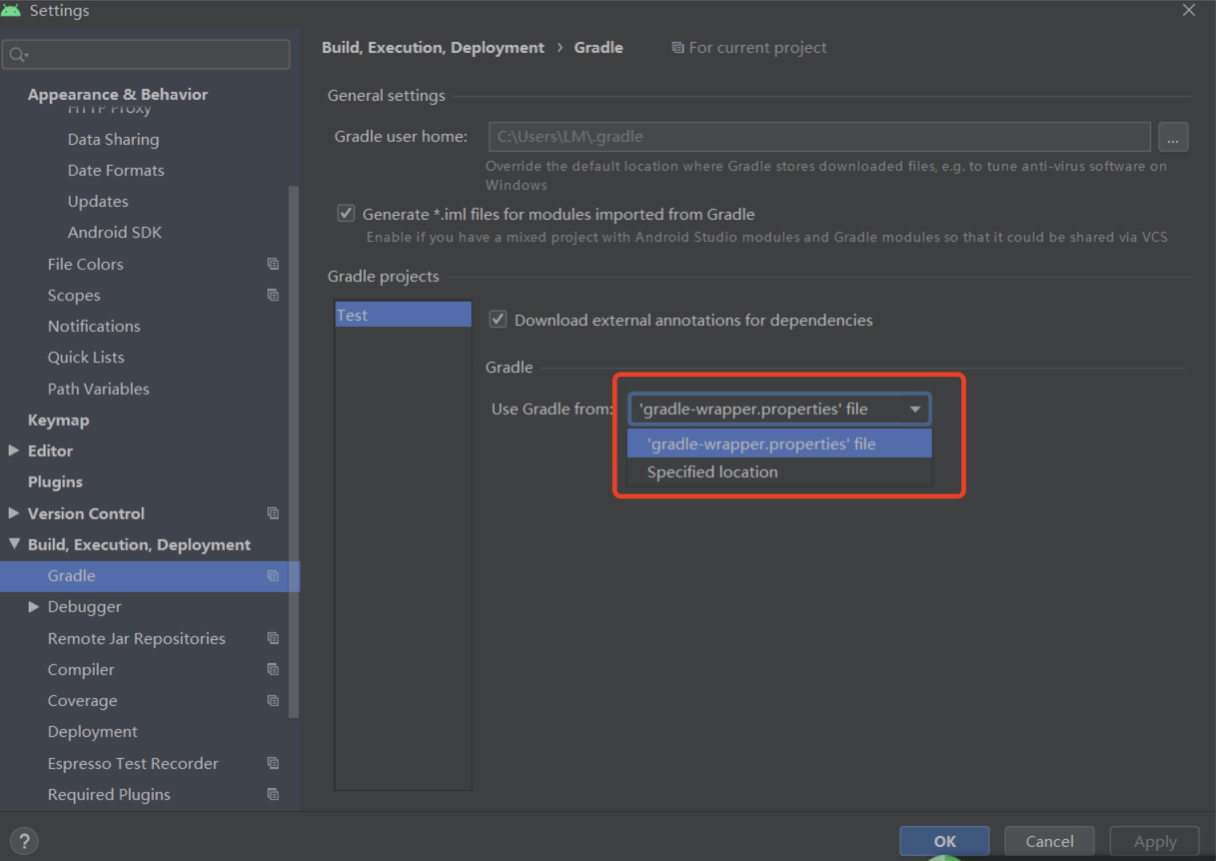 Settings
Build, Execution, Deployment › Gradle For current project
Appearance & Behavior
HTTP Proxy
Data Sharing
Date Formats
Updates
Android SDK
File Colors
Scopes
Notifications
Quick Lists
Path Variables
Keymap
Editor
Plugins
Version Control
Build, Execution, Deployment
Gradle
Debugger
Remote Jar Repositories
Compiler
Coverage
Deployment
Espresso Test Recorder
Required Plugins
General settings
Gradle user home: C:\Users\LM\.gradle ...
Override the default location where Gradle stores downloaded files, e.g. to tune anti-virus software on
Windows
Generate *.iml files for modules imported from Gradle
Enable if you have a mixed project with Android Studio modules and Gradle modules so that it could be shared via VCS
Gradle projects
Test
Download external annotations for dependencies
Gradle
Use Gradle from: 'gradle-wrapper.properties' file
'gradle-wrapper.properties' file
Specified location
?
OK Cancel Apply